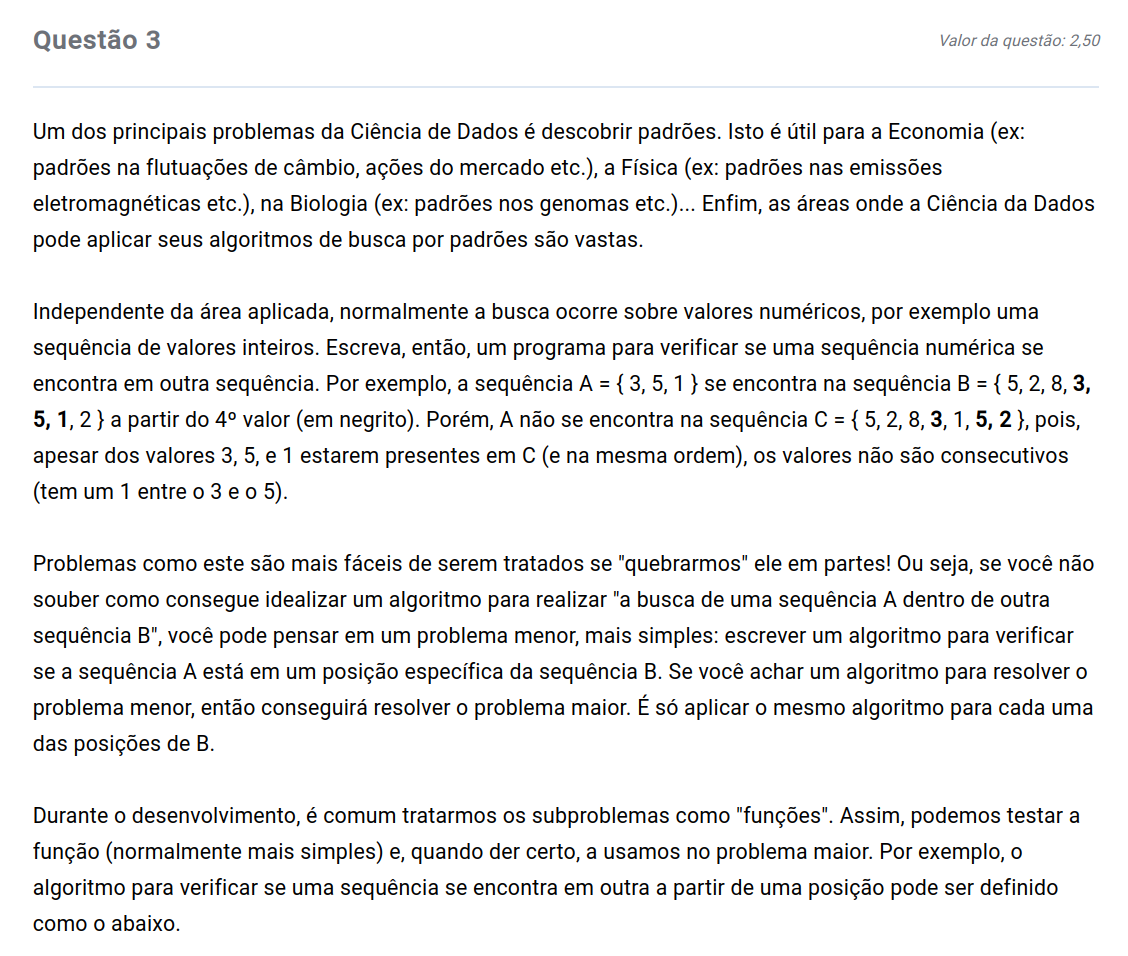 Questão 3
Valor da questão: 2,50
Um dos principais problemas da Ciência de Dados é descobrir padrões. Isto é útil para a Economia (ex:
padrões na flutuações de câmbio, ações do mercado etc.), a Física (ex: padrões nas emissões
eletromagnéticas etc.), na Biologia (ex: padrões nos genomas etc.)... Enfim, as áreas onde a Ciência da Dados
pode aplicar seus algoritmos de busca por padrões são vastas.
Independente da área aplicada, normalmente a busca ocorre sobre valores numéricos, por exemplo uma
sequência de valores inteiros. Escreva, então, um programa para verificar se uma sequência numérica se
encontra em outra sequência. Por exemplo, a sequência A = { 3, 5, 1 } se encontra na sequência B = { 5, 2, 8, 3,
5, 1, 2 } a partir do 4º valor (em negrito). Porém, A não se encontra na sequência C = { 5, 2, 8, 3, 1, 5, 2 }, pois,
apesar dos valores 3, 5, e 1 estarem presentes em C (e na mesma ordem), os valores não são consecutivos
(tem um 1 entre o 3 e o 5).
Problemas como este são mais fáceis de serem tratados se "quebrarmos" ele em partes! Ou seja, se você não
souber como consegue idealizar um algoritmo para realizar "a busca de uma sequência A dentro de outra
sequência B", você pode pensar em um problema menor, mais simples: escrever um algoritmo para verificar
se a sequência A está em um posição específica da sequência B. Se você achar um algoritmo para resolver o
problema menor, então conseguirá resolver o problema maior. É só aplicar o mesmo algoritmo para cada uma
das posições de B.
Durante o desenvolvimento, é comum tratarmos os subproblemas como "funções". Assim, podemos testar a
função (normalmente mais simples) e, quando der certo, a usamos no problema maior. Por exemplo, o
algoritmo para verificar se uma sequência se encontra em outra a partir de uma posição pode ser definido
como o abaixo.